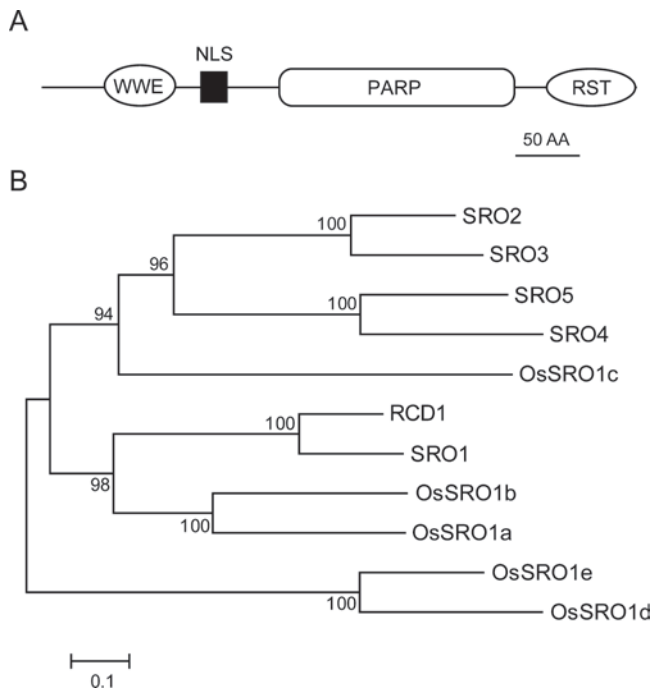 A
NLS
WWE
PARP
RST
50 AA
B
100
SRO2
SRO3
96
100
SRO5
SRO4
94
OsSRO1c
100
RCD1
SRO1
98
OsSRO1b
100
OsSRO1a
OsSRO1e
100
OsSRO1d
0.1